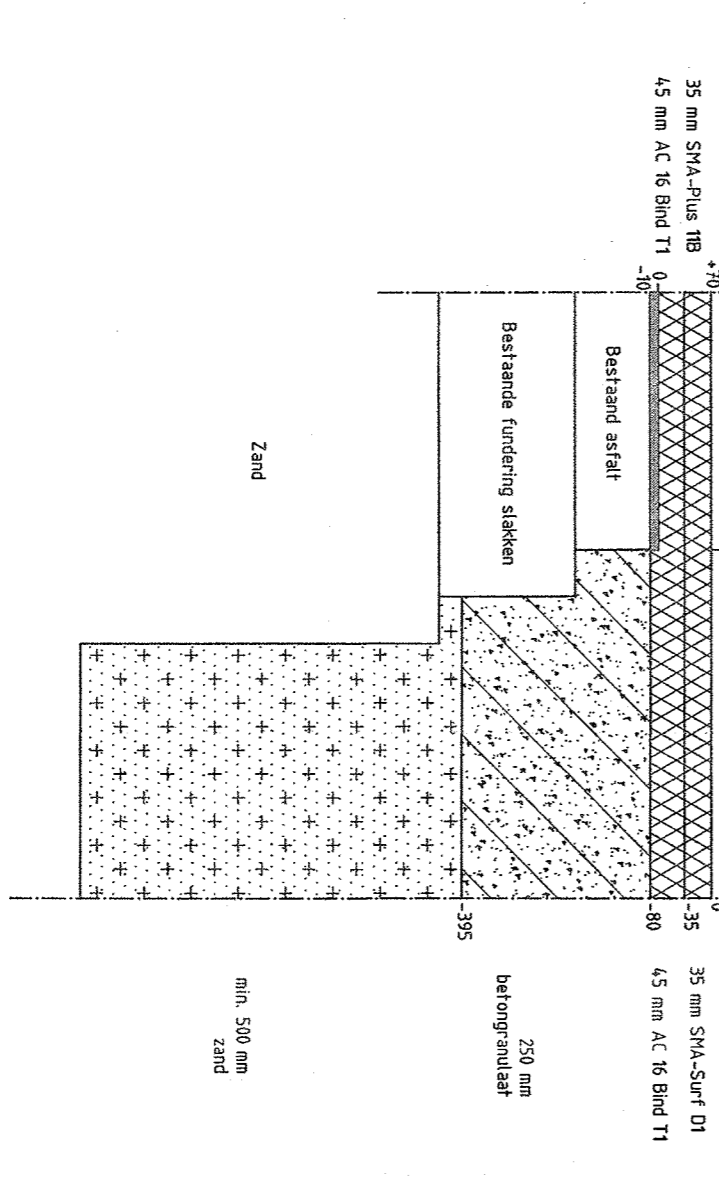 35 mm SMA-Plus 11B
45 mm AC 16 Bind T1
+70
0
-10
Bestaand asfalt
Bestaande fundering slakken
Zand
0
-35
-80
-395
35 mm SMA-Surf D1
45 mm AC 16 Bind T1
250 mm
betongranulaat
min. 500 mm
zand